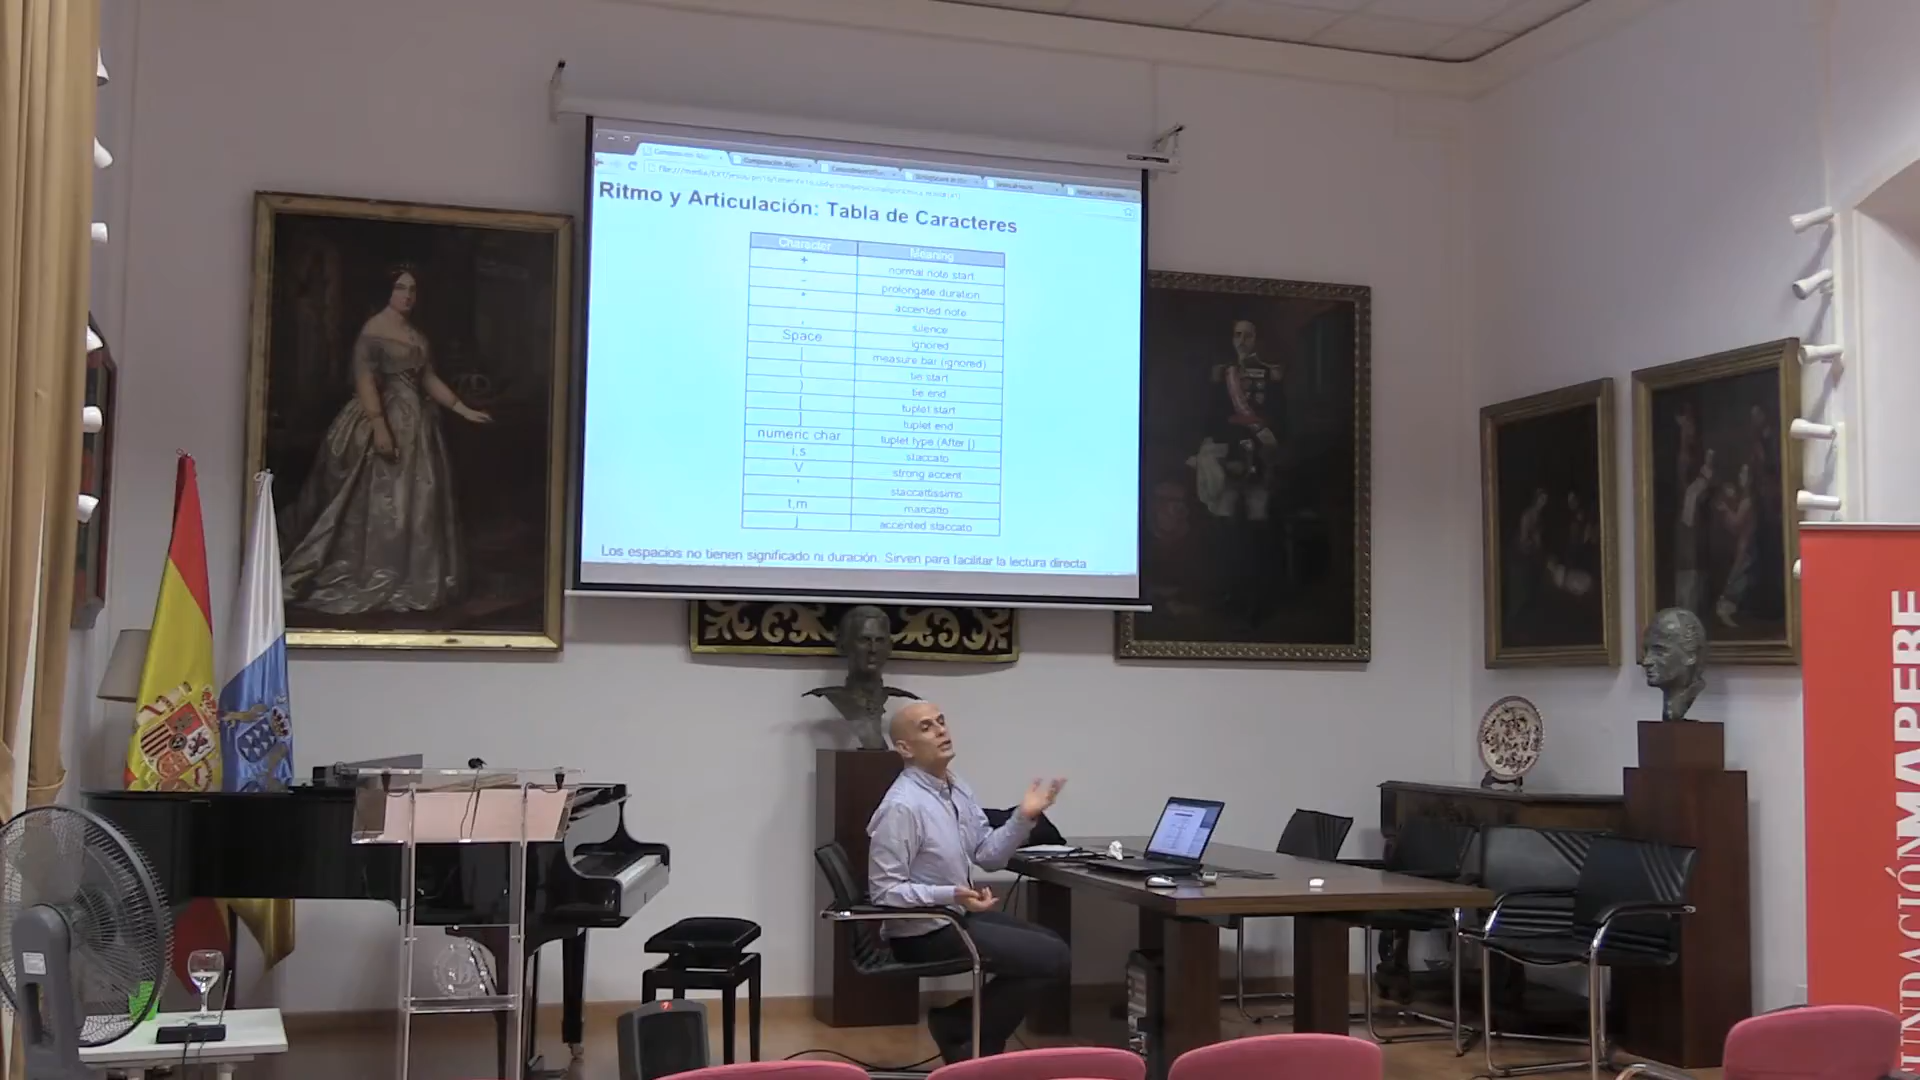 Ritmo y Articulación: Tabla de Caracteres
Character Meaning
+ normal note start
- prolongate duration
* accented note
, silence
Space ignored
| measure bar (ignored)
( tie start
) tie end
[ tuplet start
] tuplet end
numeric char tuplet type (After [)
i,s staccato
V strong accent
' staccattissimo
t,m marcatto
j accented staccato
Los espacios no tienen significado ni duración. Sirven para facilitar la lectura directa
FUNDACIÓNMAPFRE